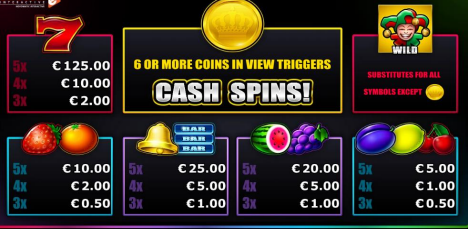 INTERACTIVE
7
5x €125.00
4x €10.00
3x €2.00
6 OR MORE COINS IN VIEW TRIGGERS
CASH SPINS!
WILD
SUBSTITUTES FOR ALL
SYMBOLS EXCEPT
5x €10.00
4x €2.00
3x €0.50
BAR
BAR
BAR
5x €25.00
4x €5.00
3x €1.00
5x €20.00
4x €5.00
3x €1.00
5x €5.00
4x €1.00
3x €0.50